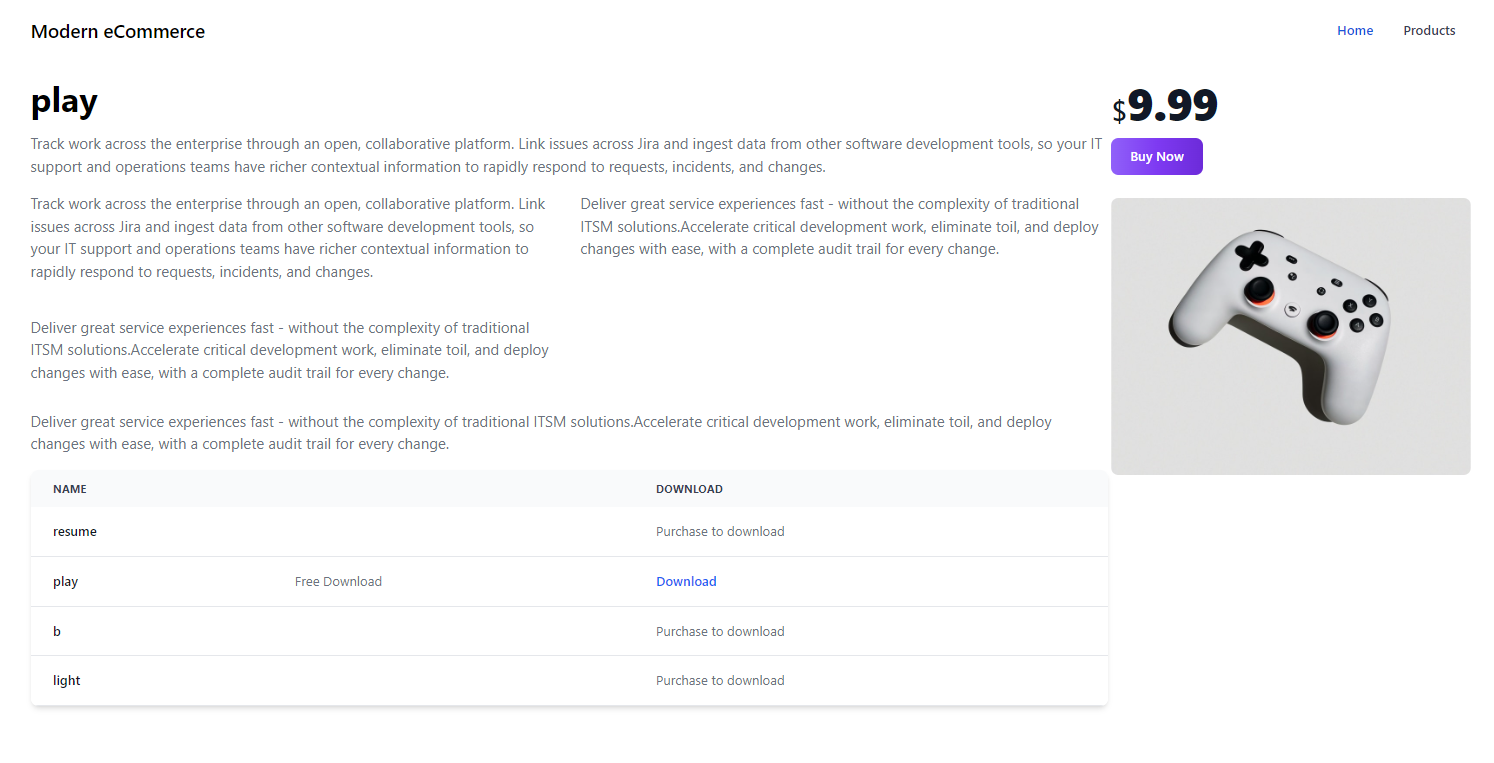 Modern eCommerce
Home Products
play
Track work across the enterprise through an open, collaborative platform. Link issues across Jira and ingest data from other software development tools, so your IT
support and operations teams have richer contextual information to rapidly respond to requests, incidents, and changes.
Track work across the enterprise through an open, collaborative platform. Link
issues across Jira and ingest data from other software development tools, so
your IT support and operations teams have richer contextual information to
rapidly respond to requests, incidents, and changes.
Deliver great service experiences fast - without the complexity of traditional
ITSM solutions.Accelerate critical development work, eliminate toil, and deploy
changes with ease, with a complete audit trail for every change.
Deliver great service experiences fast - without the complexity of traditional
ITSM solutions.Accelerate critical development work, eliminate toil, and deploy
changes with ease, with a complete audit trail for every change.
Deliver great service experiences fast - without the complexity of traditional ITSM solutions.Accelerate critical development work, eliminate toil, and deploy
changes with ease, with a complete audit trail for every change.
NAME DOWNLOAD
resume Purchase to download
play Free Download Download
b Purchase to download
light Purchase to download
$9.99
Buy Now